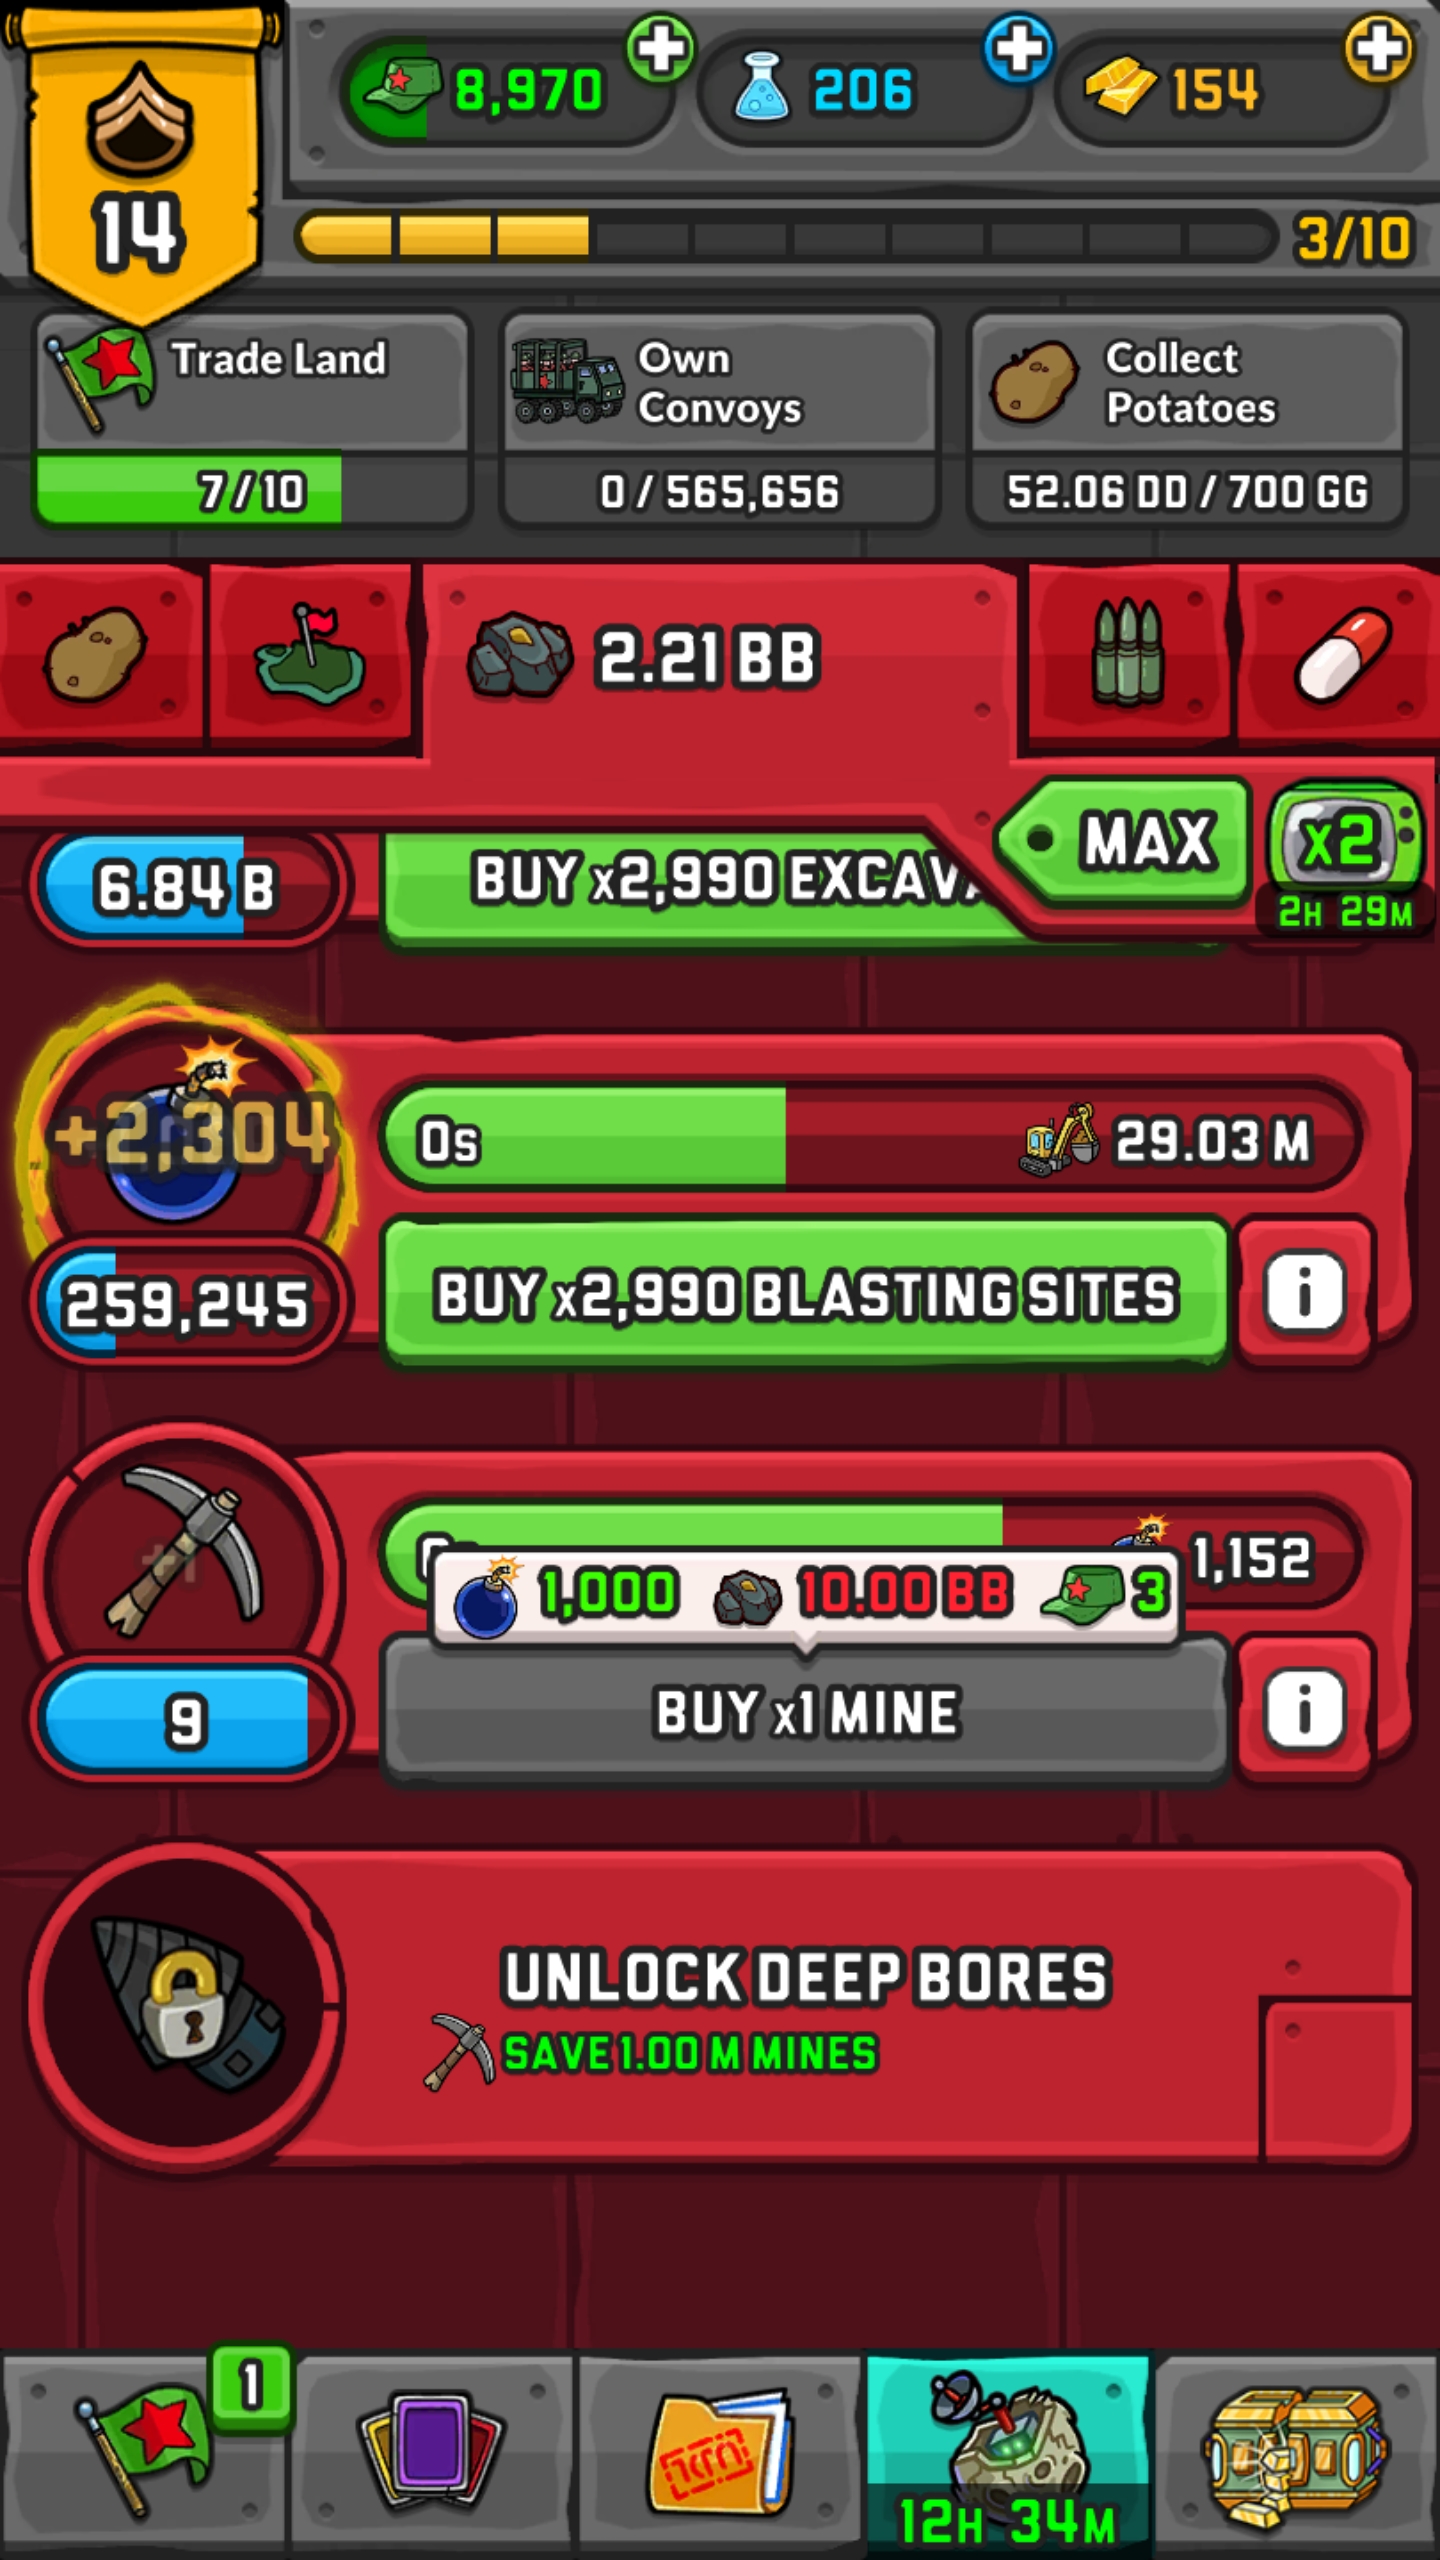 14
8,970
206
154
3/10
Trade Land
7/10
Own
Convoys
0/565,656
Collect
Potatoes
52.06 DD/700 GG
2.21 BB
MAX
x2
2H 29M
6.84 B
BUY x2,990
+2,304
0s
29.03 M
259,245
BUY x2,990 BLASTING SITES
i
1,152
1,000
10.00 BB
3
9
BUY x1 MINE
i
UNLOCK DEEP BORES
SAVE 1.00 M MINES
1
12H 34M